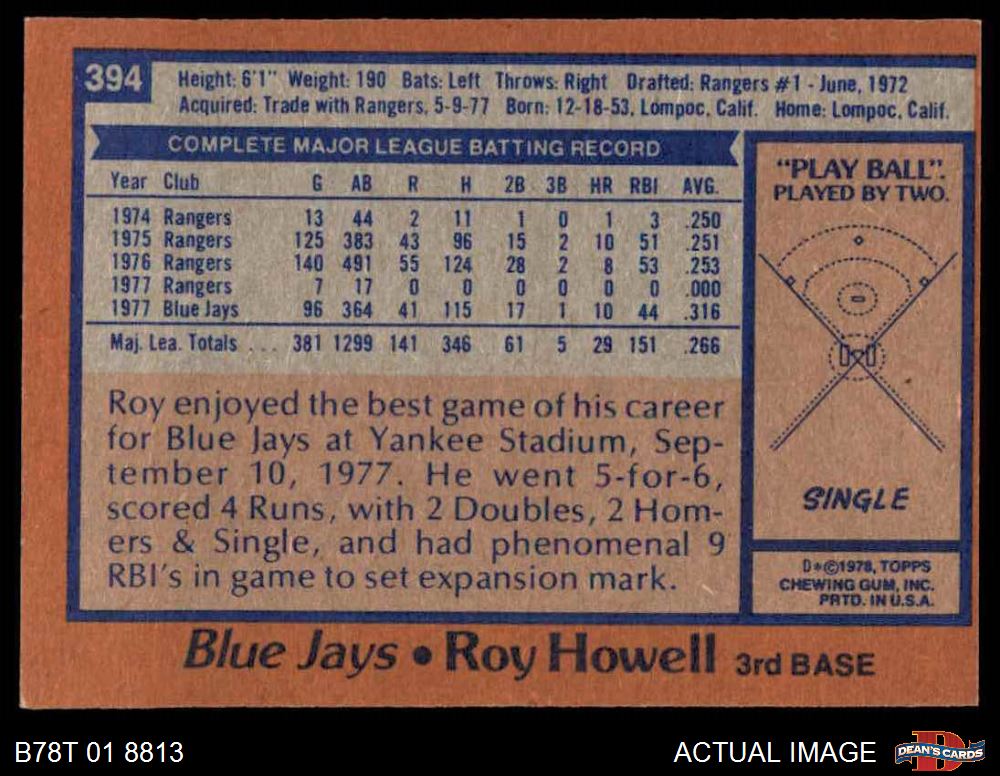 394
Height: 6'1" Weight: 190 Bats: Left Throws: Right Drafted: Rangers #1 - June, 1972
Acquired: Trade with Rangers, 5-9-77 Born: 12-18-53, Lompoc, Calif. Home: Lompoc, Calif.
COMPLETE MAJOR LEAGUE BATTING RECORD
Year Club G AB R H 2B 3B HR RBI AVG.
1974 Rangers 13 44 2 11 1 0 1 3 .250
1975 Rangers 125 383 43 96 15 2 10 51 .251
1976 Rangers 140 491 55 124 28 2 8 53 .253
1977 Rangers 7 17 0 0 0 0 0 0 .000
1977 Blue Jays 96 364 41 115 17 1 10 44 .316
Maj. Lea. Totals ... 381 1299 141 346 61 5 29 151 .266
Roy enjoyed the best game of his career
for Blue Jays at Yankee Stadium, Sep-
tember 10, 1977. He went 5-for-6,
scored 4 Runs, with 2 Doubles, 2 Hom-
ers & Single, and had phenomenal 9
RBI's in game to set expansion mark.
"PLAY BALL".
PLAYED BY TWO.
SINGLE
D*©1978, TOPPS
CHEWING GUM, INC.
PRTD. IN U.S.A.
Blue Jays • Roy Howell 3rd BASE
B78T 01 8813
ACTUAL IMAGE
DEAN'S CARDS